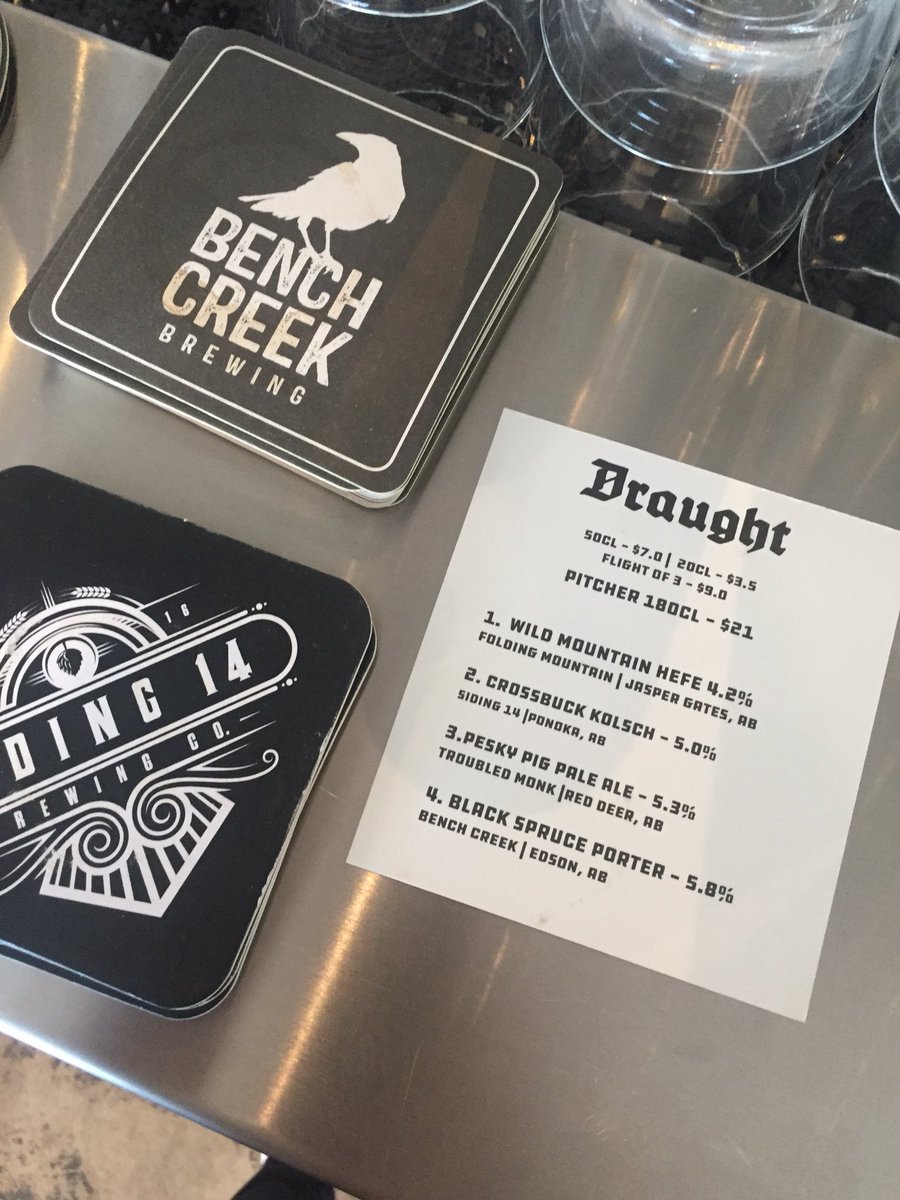 BENCH
CREEK
BREWING
16
DING 14
REWING CO.
Draught
50CL - $7.0 | 20CL - $3.5
FLIGHT OF 3 - $9.0
PITCHER 180CL - $21
1. WILD MOUNTAIN HEFE 4.2%
FOLDING MOUNTAIN | JASPER GATES, AB
2. CROSSBUCK KOLSCH - 5.0%
SIDING 14 |PONOKA, AB
3.PESKY PIG PALE ALE - 5.3%
TROUBLED MONK |RED DEER, AB
4. BLACK SPRUCE PORTER - 5.8%
BENCH CREEK | EDSON, AB